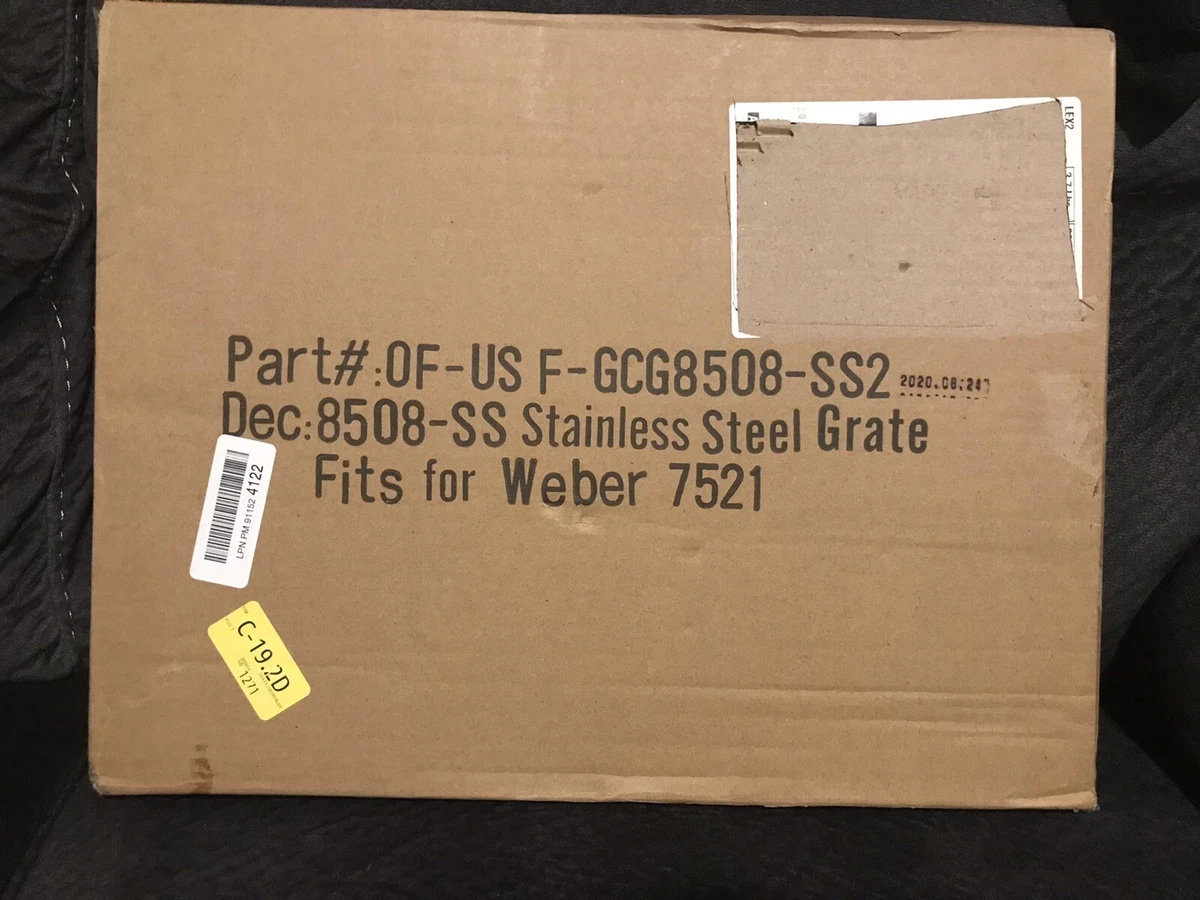 LEX2
Part#:OF-US F-GCG8508-SS2
2020.08.24
Dec:8508-SS Stainless Steel Grate
Fits for Weber 7521
LPN PM 91152 4122
C-19.2D
1271